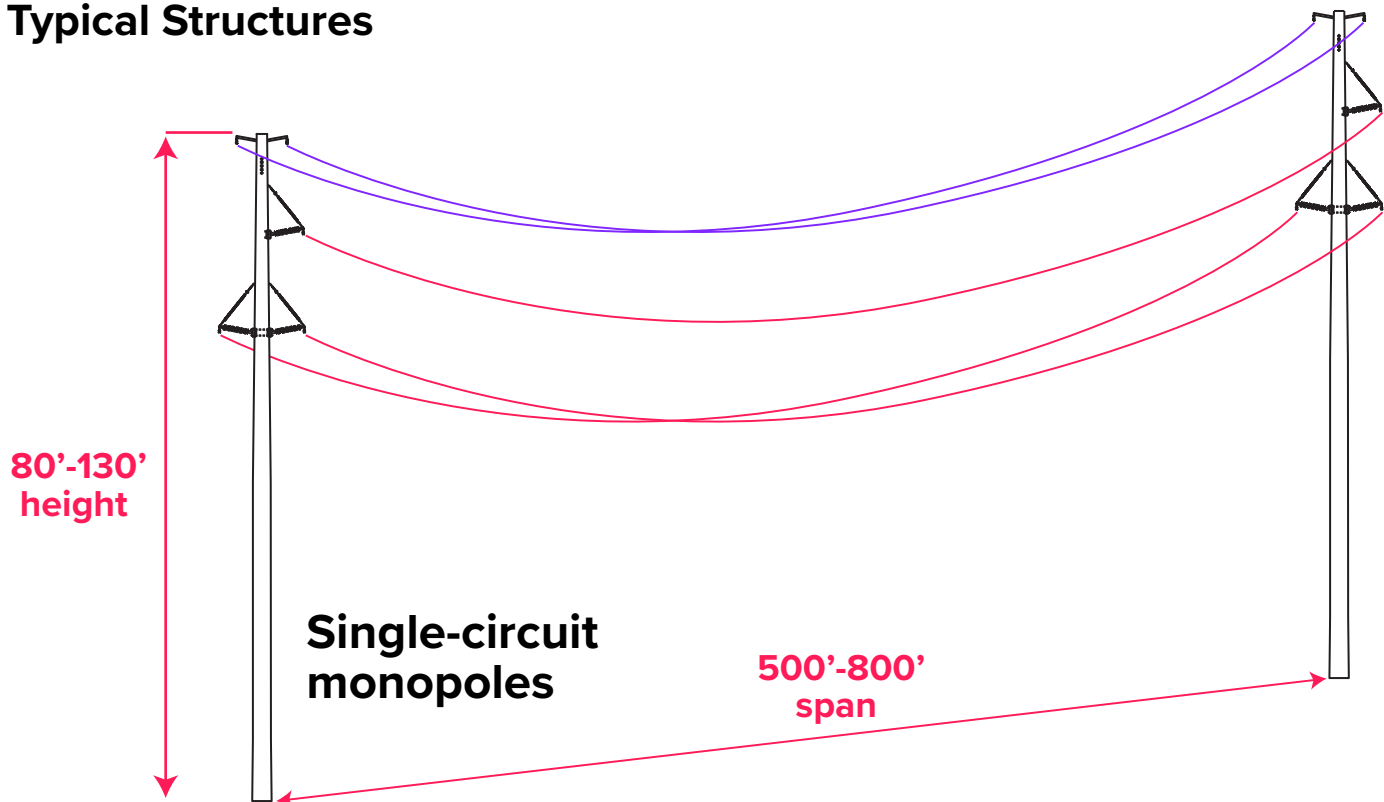 Typical Structures
80’-130’
height
Single-circuit
monopoles
500’-800’
span